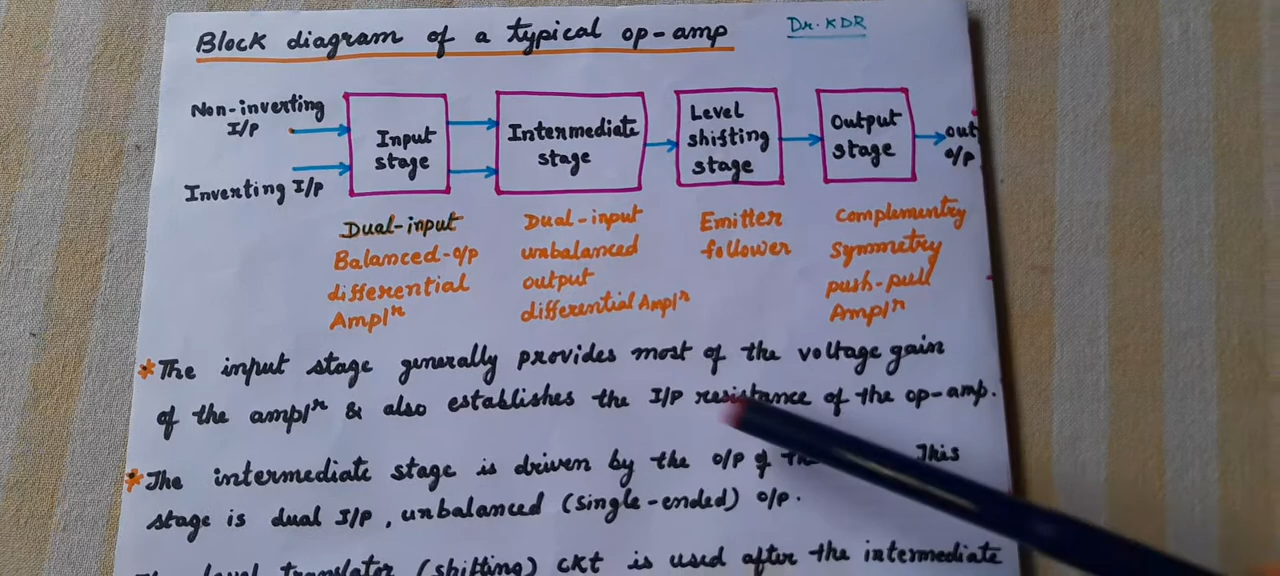 Block diagram of a typical op-amp
Dr. KDR
Non-inverting
I/P
Inverting I/P
Input
stage
Intermediate
stage
Level
shifting
stage
Output
stage
out
o/p
Dual-input
Balanced-o/p
differential
Amplr
Dual-input
unbalanced
output
differential Amplr
Emitter
follower
Complementry
Symmetry
push-pull
Amplr
*The input stage generally provides most of the voltage gain
of the amplr & also establishes the I/P resistance of the op-amp.
*The intermediate stage is driven by the o/p of This
stage is dual I/P, unbalanced (single-ended) o/p.
level translator (shifting) ckt is used after the intermediate